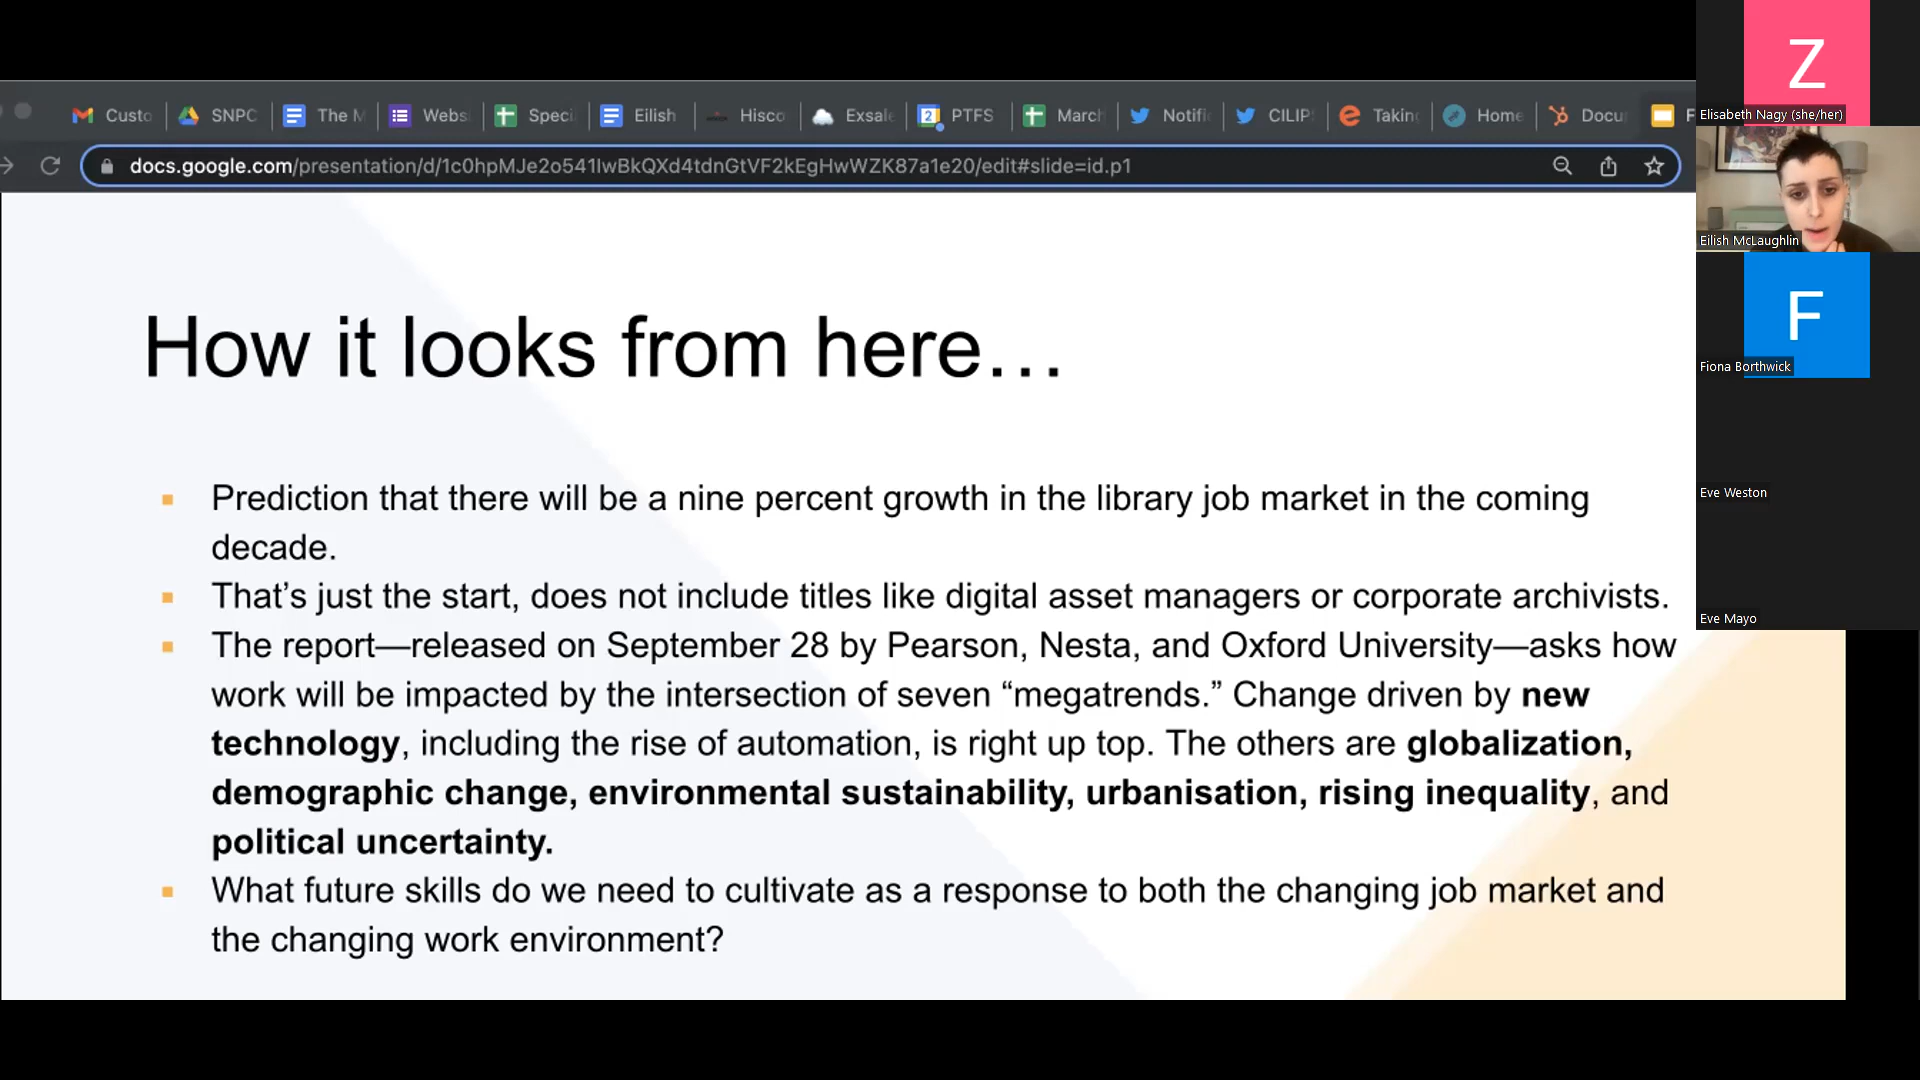 Custo
SNPC
The M
Webs
Speci
Eilish
Hisco
Exsale
PTFS
March
Notifi
CILIP
Taking
Home
Docu
F
docs.google.com/presentation/d/1c0hpMJe2o541lwBkQXd4tdnGtVF2kEgHwWZK87a1e20/edit#slide=id.p1
How it looks from here…
Prediction that there will be a nine percent growth in the library job market in the coming
decade.
That’s just the start, does not include titles like digital asset managers or corporate archivists.
The report—released on September 28 by Pearson, Nesta, and Oxford University—asks how
work will be impacted by the intersection of seven “megatrends.” Change driven by new
technology, including the rise of automation, is right up top. The others are globalization,
demographic change, environmental sustainability, urbanisation, rising inequality, and
political uncertainty.
What future skills do we need to cultivate as a response to both the changing job market and
the changing work environment?
Z
Elisabeth Nagy (she/her)
Eilish McLaughlin
F
Fiona Borthwick
Eve Weston
Eve Mayo